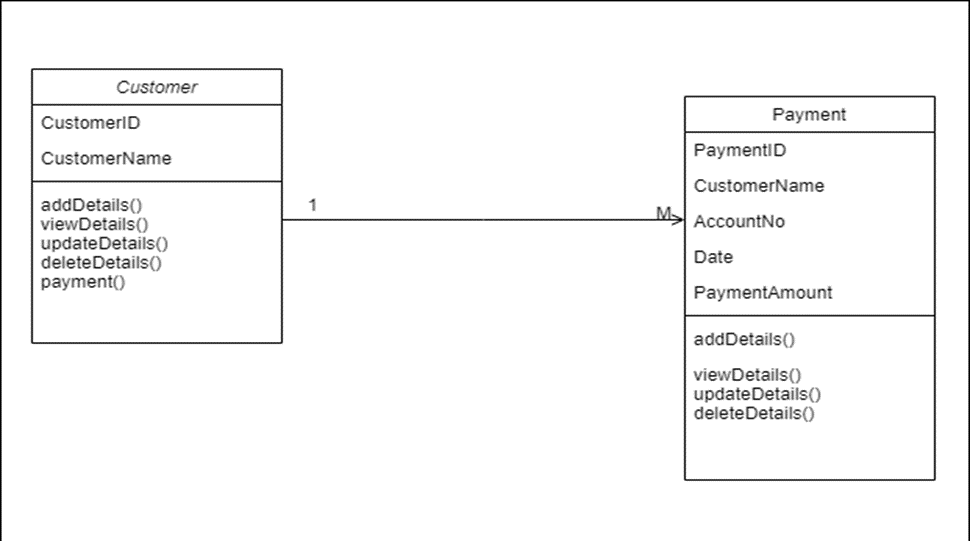 Customer
CustomerID
CustomerName
addDetails()
viewDetails()
updateDetails()
deleteDetails()
payment()
1
M
Payment
PaymentID
CustomerName
AccountNo
Date
PaymentAmount
addDetails()
viewDetails()
updateDetails()
deleteDetails()